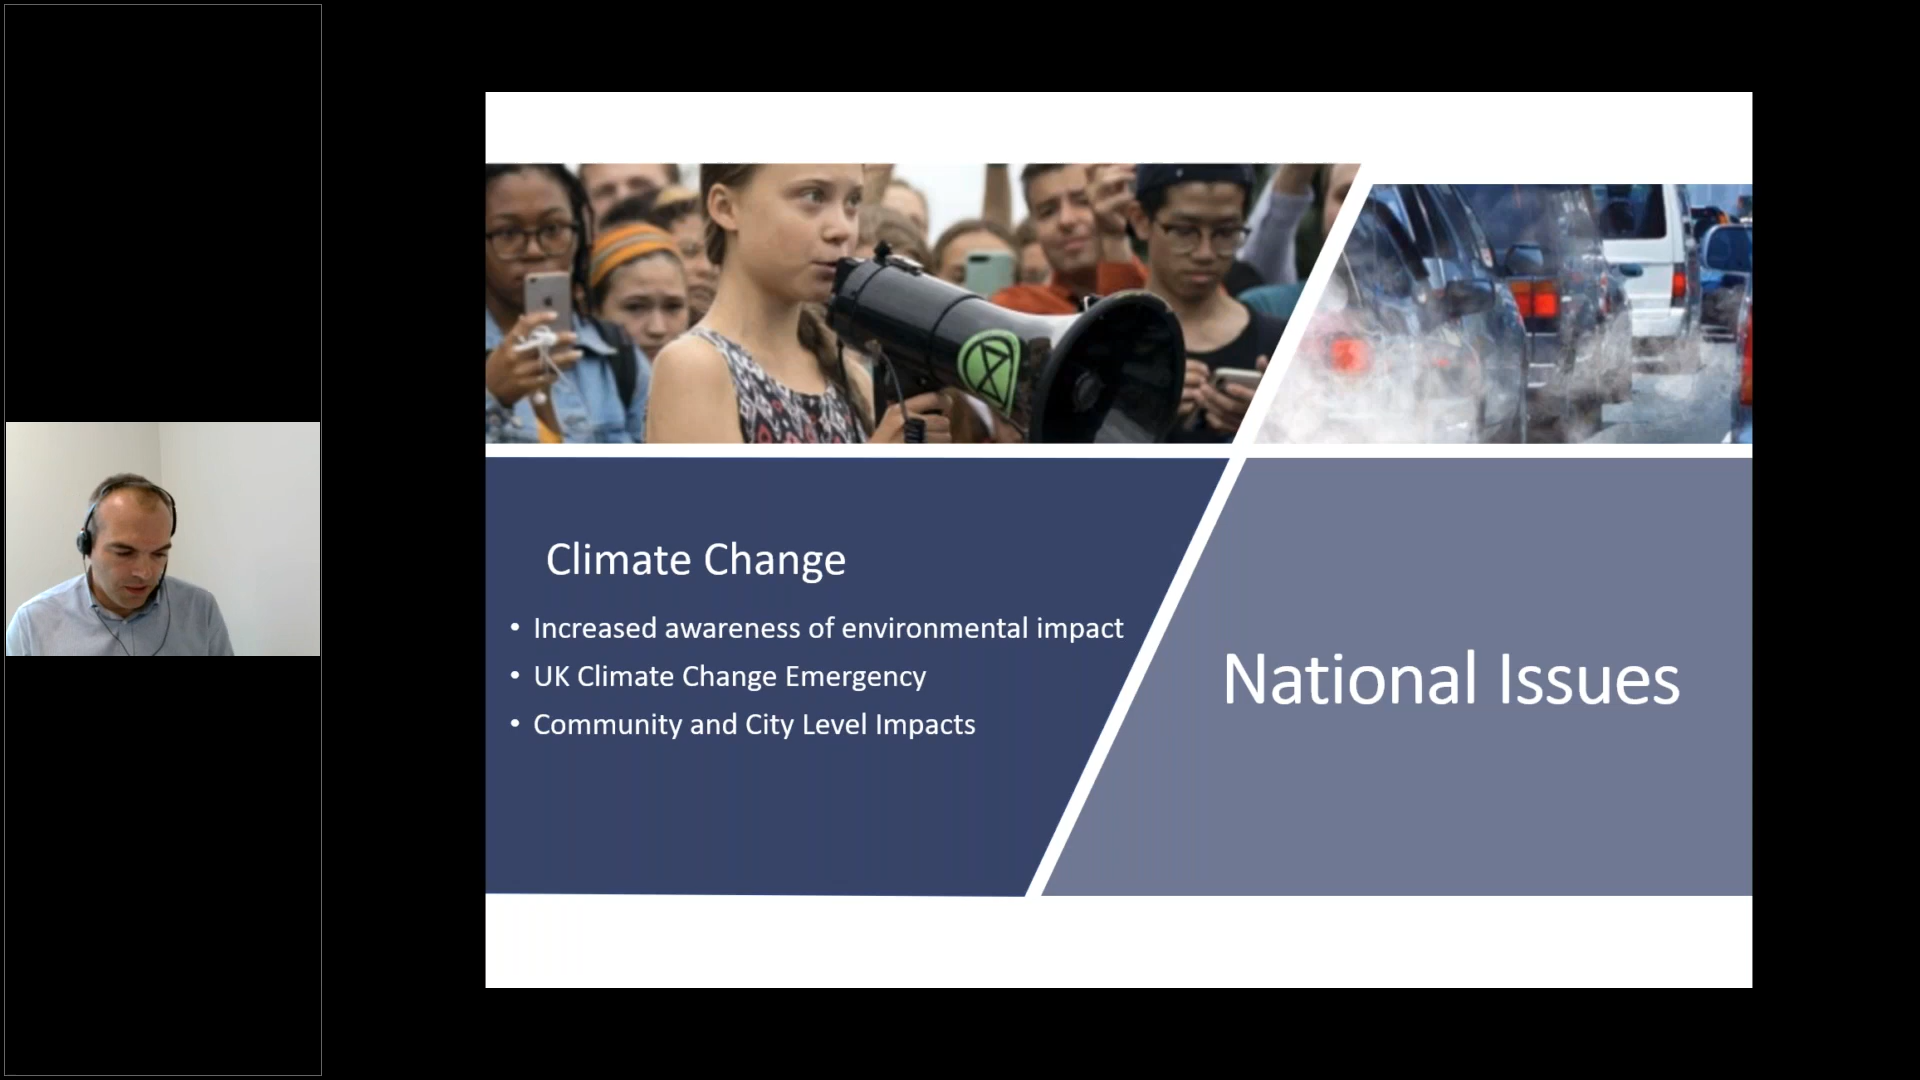 Climate Change
• Increased awareness of environmental impact
• UK Climate Change Emergency
• Community and City Level Impacts
National Issues